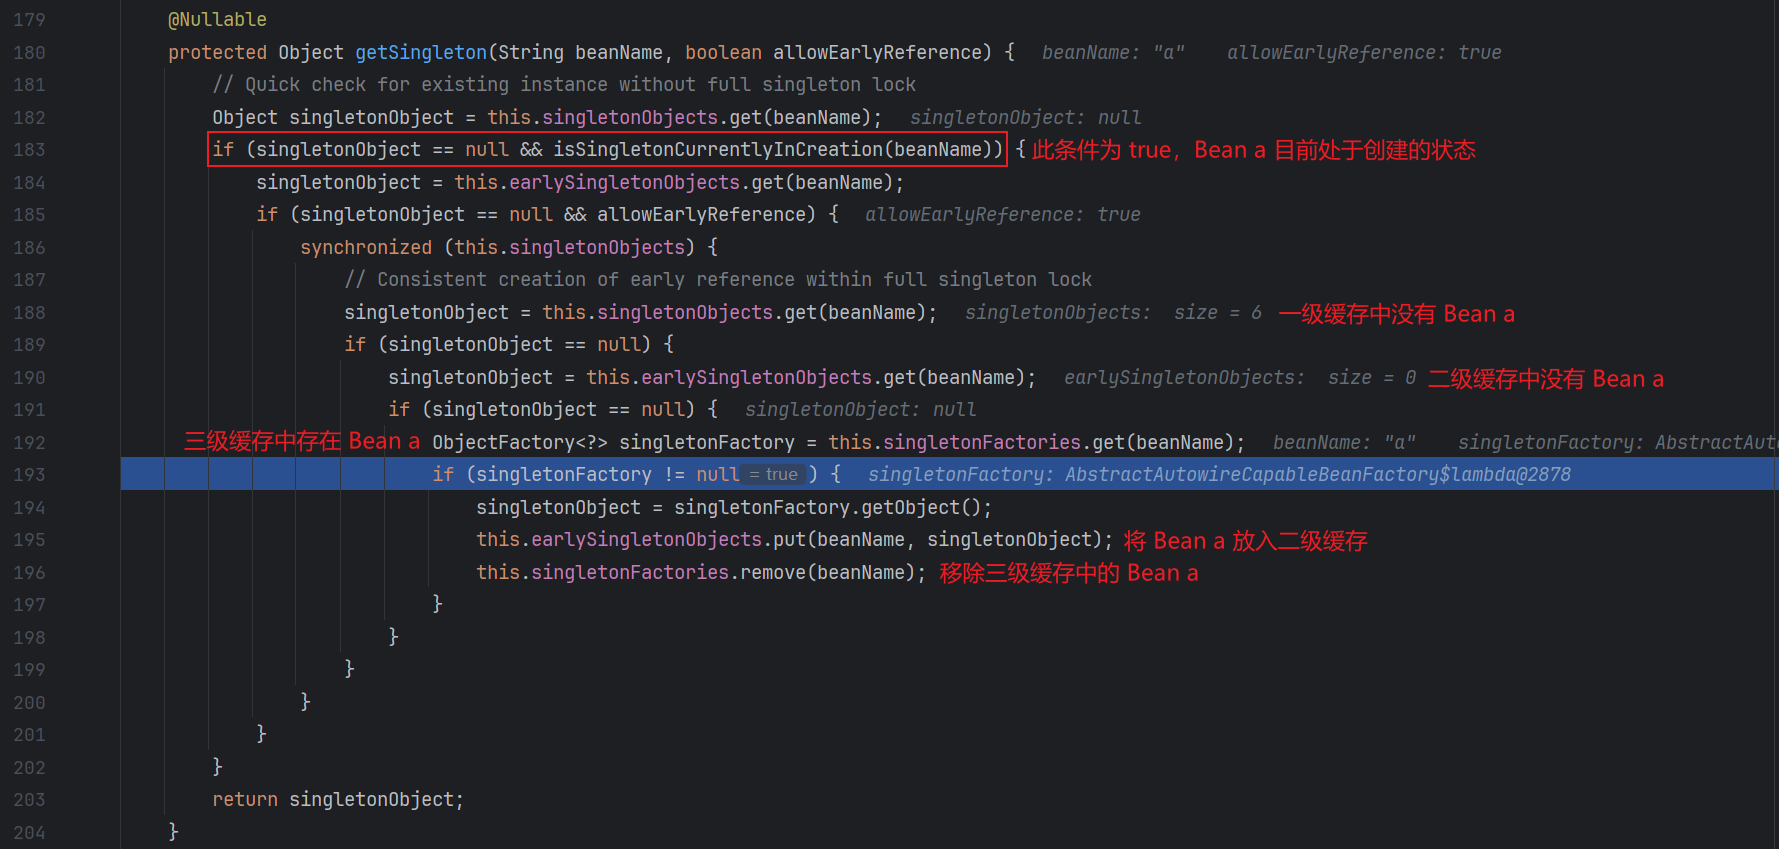 179 @Nullable
180 protected Object getSingleton(String beanName, boolean allowEarlyReference) { beanName: "a" allowEarlyReference: true
181 // Quick check for existing instance without full singleton lock
182 Object singletonObject = this.singletonObjects.get(beanName); singletonObject: null
183 if (singletonObject == null && isSingletonCurrentlyInCreation(beanName)) { 此条件为 true，Bean a 目前处于创建的状态
184 singletonObject = this.earlySingletonObjects.get(beanName);
185 if (singletonObject == null && allowEarlyReference) { allowEarlyReference: true
186 synchronized (this.singletonObjects) {
187 // Consistent creation of early reference within full singleton lock
188 singletonObject = this.singletonObjects.get(beanName); singletonObjects: size = 6 一级缓存中没有 Bean a
189 if (singletonObject == null) {
190 singletonObject = this.earlySingletonObjects.get(beanName); earlySingletonObjects: size = 0 二级缓存中没有 Bean a
191 if (singletonObject == null) { singletonObject: null
192 三级缓存中存在 Bean a ObjectFactory<?> singletonFactory = this.singletonFactories.get(beanName); beanName: "a" singletonFactory: AbstractAuto
193 if (singletonFactory != null = true ) { singletonFactory: AbstractAutowireCapableBeanFactory$lambda@2878
194 singletonObject = singletonFactory.getObject();
195 this.earlySingletonObjects.put(beanName, singletonObject); 将 Bean a 放入二级缓存
196 this.singletonFactories.remove(beanName); 移除三级缓存中的 Bean a
197 }
198 }
199 }
200 }
201 }
202 }
203 return singletonObject;
204 }